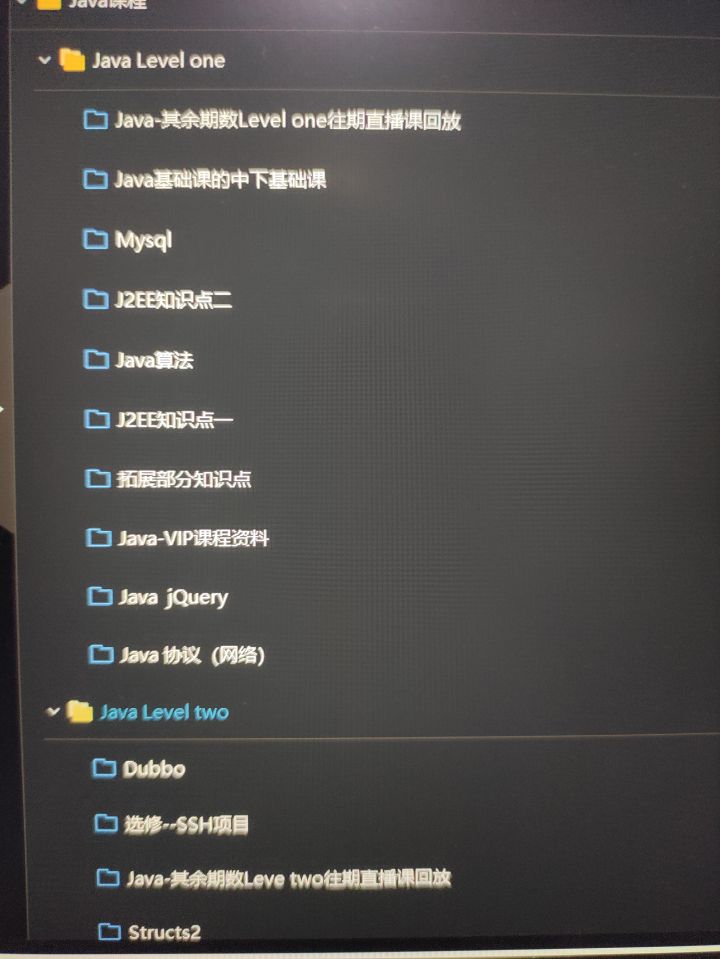 Java课程
Java Level one
Java-其余期数Level one往期直播课回放
Java基础课的中下基础课
Mysql
J2EE知识点二
Java算法
J2EE知识点一
拓展部分知识点
Java-VIP课程资料
Java jQuery
Java 协议（网络）
Java Level two
Dubbo
选修--SSH项目
Java-其余期数Leve two往期直播课回放
Structs2